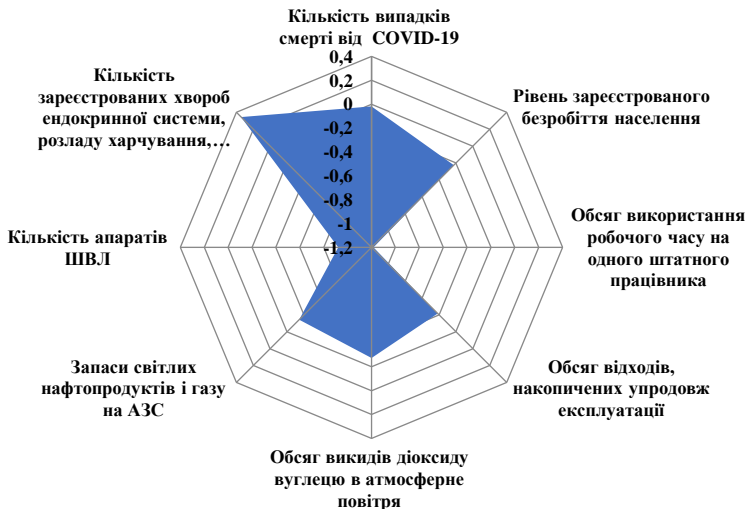 Кількість випадків
смерті від COVID-19
0,4
0,2
0
-0,2
-0,4
-0,6
-0,8
-1
-1,2
Рівень зареєстрованого
безробіття населення
Обсяг використання
робочого часу на
одного штатного
працівника
Обсяг відходів,
накопичених упродовж
експлуатації
Обсяг викидів діоксиду
вуглецю в атмосферне
повітря
Запаси світлих
нафтопродуктів і газу
на АЗС
Кількість апаратів
ШВЛ
Кількість
зареєстрованих хвороб
ендокринної системи,
розладу харчування,…